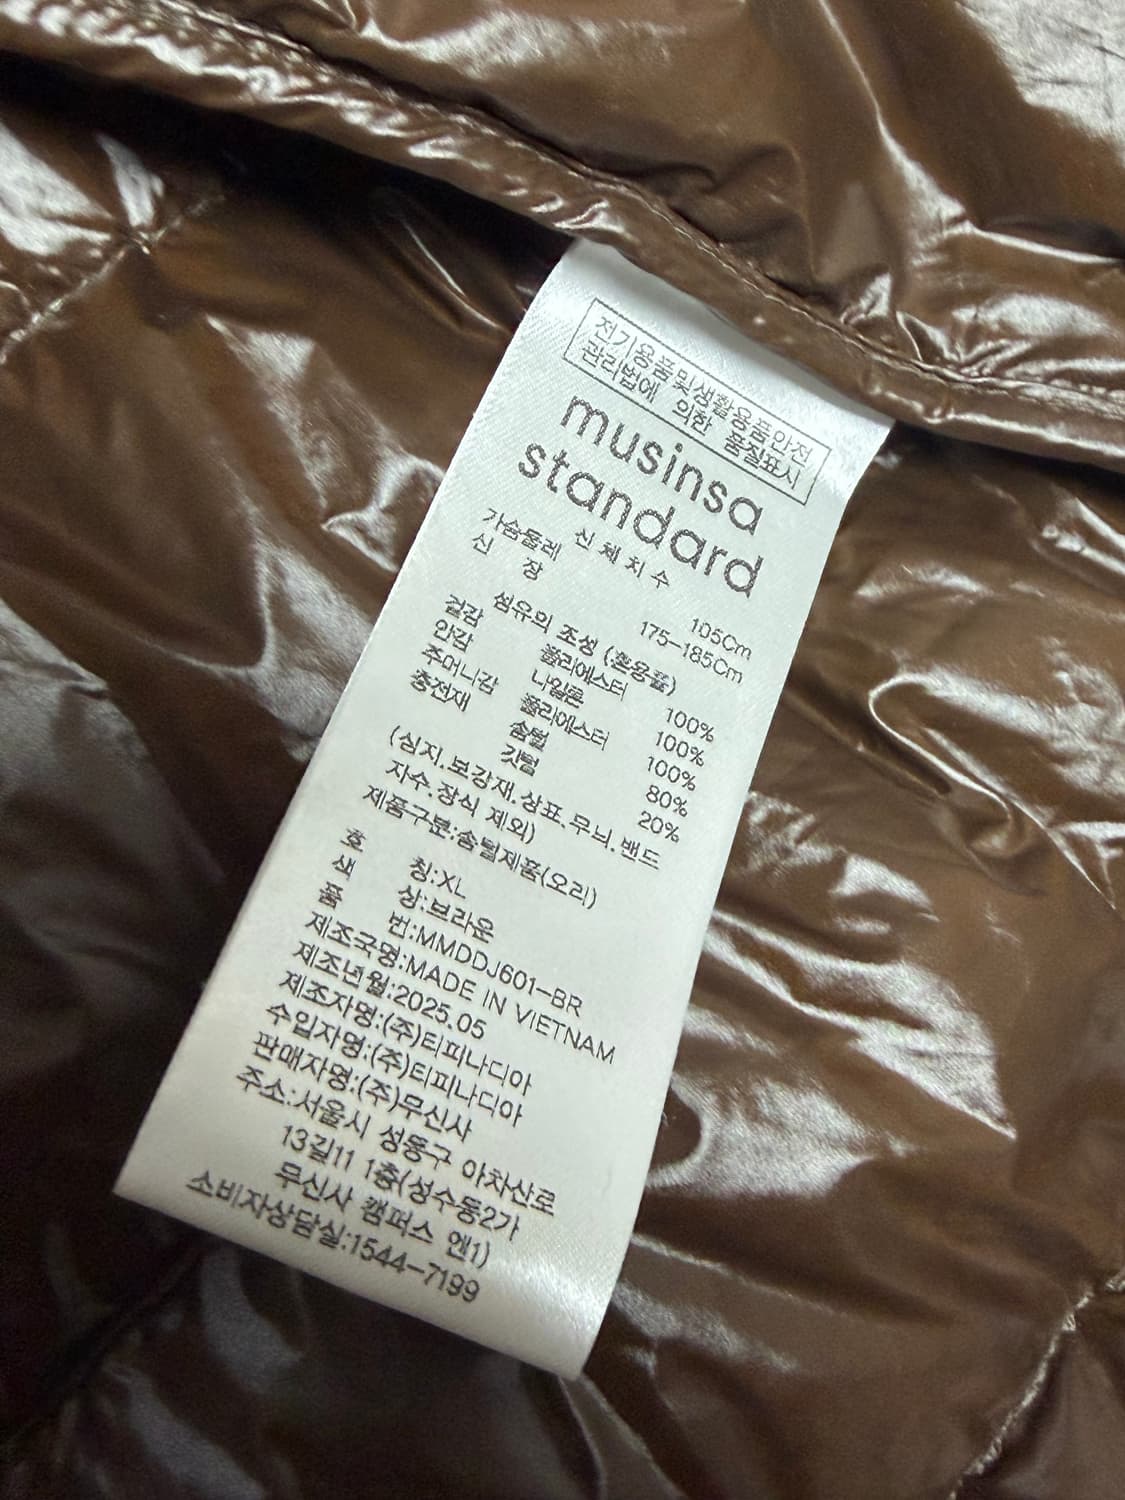 전기용품및생활용품안전
관리법에 의한 품질표시
musinsa
standard
신체치수
가슴둘레 105Cm
신 장 175-185Cm
섬유의 조성 (혼용률)
겉감 폴리에스터 100%
안감 나일론 100%
주머니감 폴리에스터 100%
충전재 솜털 80%
깃털 20%
(심지.보강재.상표.무늬.밴드
자수.장식 제외)
제품구분:솜털제품(오리)
호 칭:XL
색 상:브라운
품 번:MMDDJ601-BR
제조국명:MADE IN VIETNAM
제조년월:2025.05
제조자명:(주)티피나디아
수입자명:(주)티피나디아
판매자명:(주)무신사
주소:서울시 성동구 아차산로
13길11 1층(성수동2가
무신사 캠퍼스 엔1)
소비자상담실:1544-7199